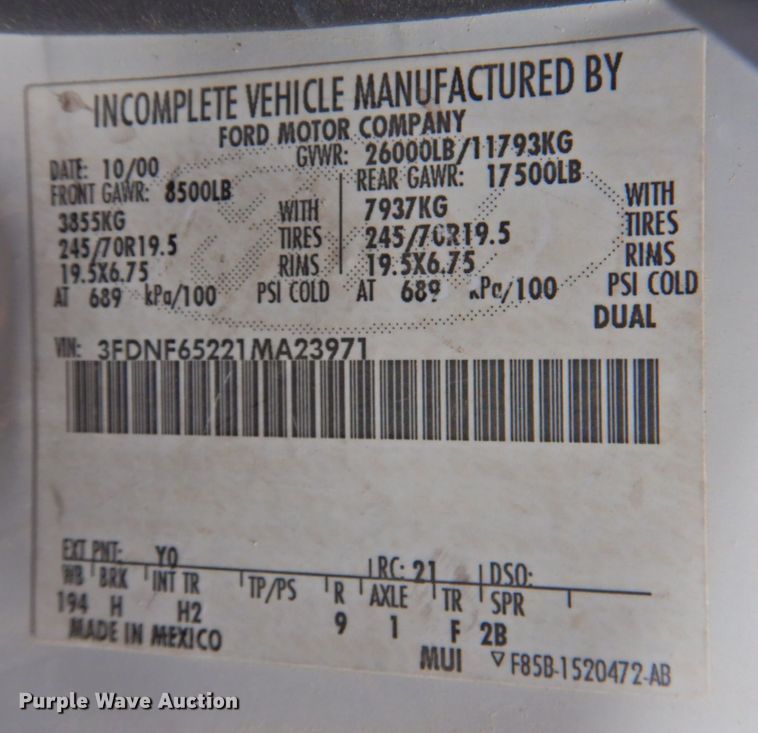 INCOMPLETE VEHICLE MANUFACTURED BY
FORD MOTOR COMPANY
DATE: 10/00 GVWR: 26000LB/11793KG
FRONT GAWR: 8500LB REAR GAWR: 17500LB
3855KG WITH 7937KG WITH
245/70R19.5 TIRES 245/70R19.5 TIRES
19.5X6.75 RIMS 19.5X6.75 RIMS
AT 689 kPa/100 PSI COLD AT 689 kPa/100 PSI COLD
DUAL
VIN: 3FDNF65221MA23971
EXT PNT: YO RC: 21 DSO:
WB BRK INT TR TP/PS R AXLE TR SPR
194 H H2 9 1 F 2B
MADE IN MEXICO MUI ▽ F85B-1520472-AB
Purple Wave Auction